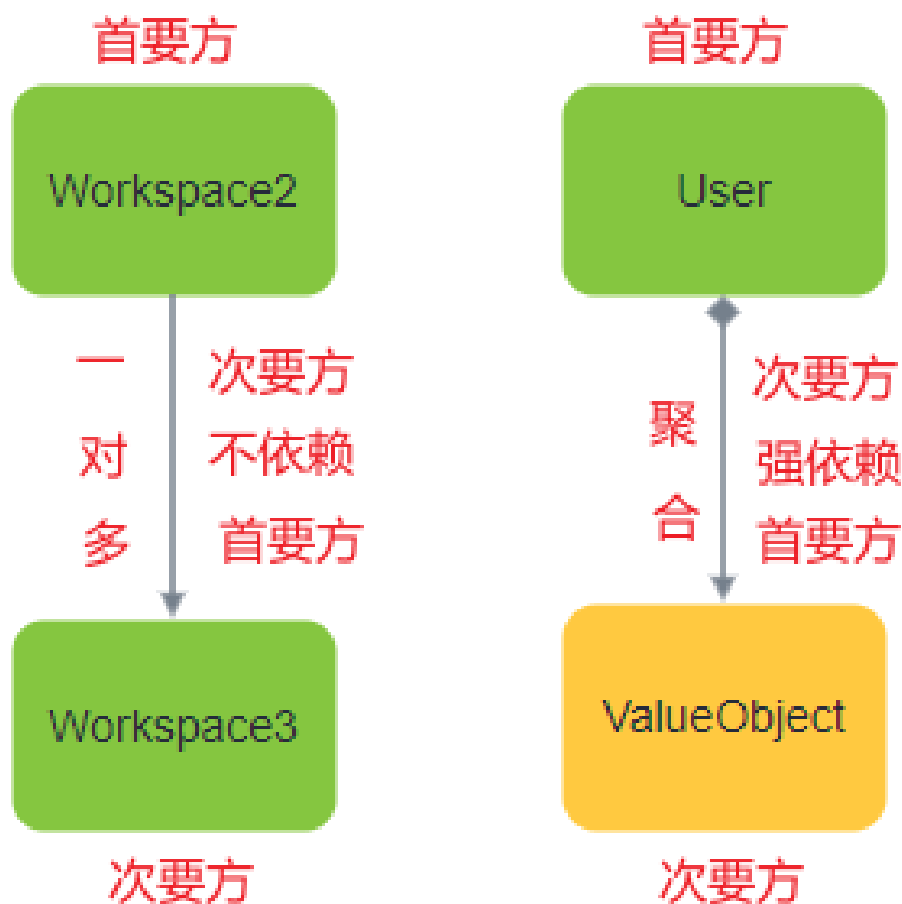 首要方
Workspace2
一对多
次要方
不依赖
首要方
Workspace3
次要方
首要方
User
聚合
次要方
强依赖
首要方
ValueObject
次要方